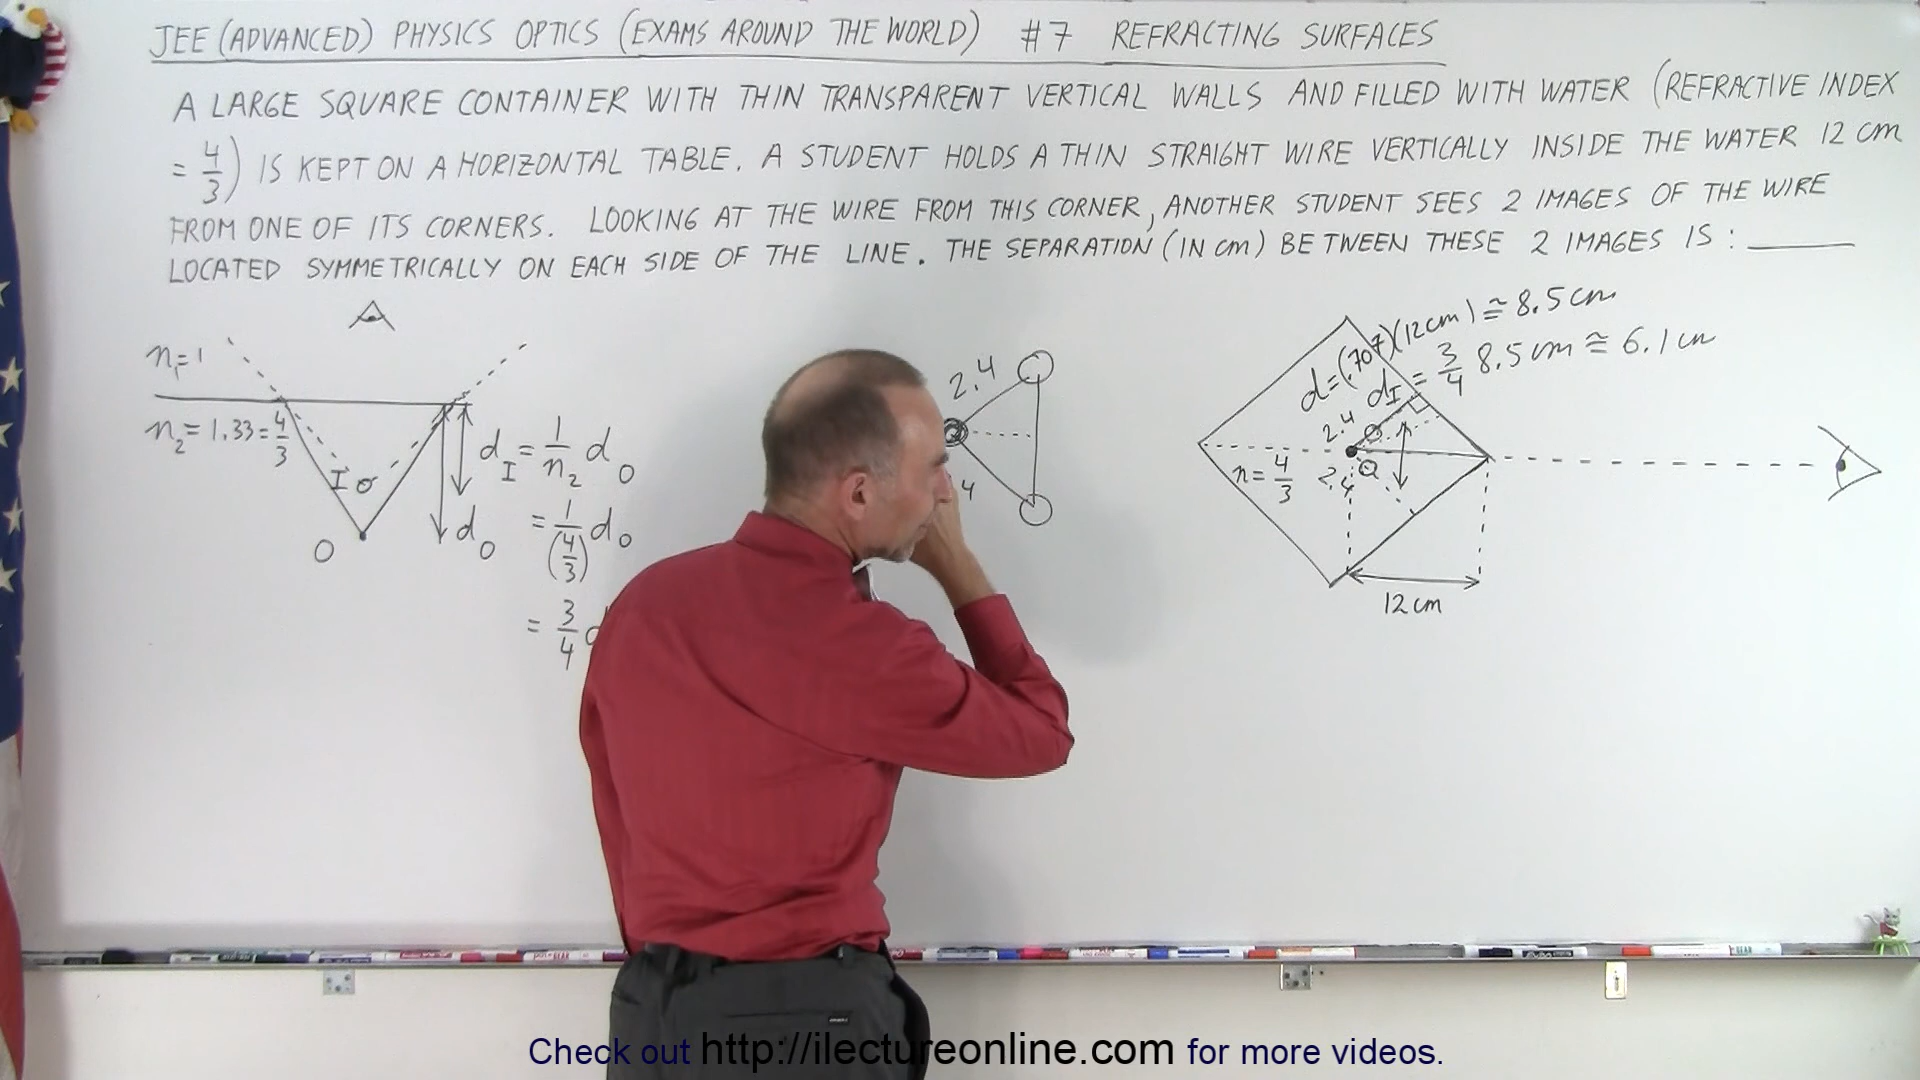 JEE (ADVANCED) PHYSICS OPTICS (EXAMS AROUND THE WORLD) #7 REFRACTING SURFACES
A LARGE SQUARE CONTAINER WITH THIN TRANSPARENT VERTICAL WALLS AND FILLED WITH WATER (REFRACTIVE INDEX
= 4/3) IS KEPT ON A HORIZONTAL TABLE. A STUDENT HOLDS A THIN STRAIGHT WIRE VERTICALLY INSIDE THE WATER 12 cm
FROM ONE OF ITS CORNERS. LOOKING AT THE WIRE FROM THIS CORNER, ANOTHER STUDENT SEES 2 IMAGES OF THE WIRE
LOCATED SYMMETRICALLY ON EACH SIDE OF THE LINE. THE SEPARATION (IN cm) BETWEEN THESE 2 IMAGES IS : ______
n₁=1
n₂ = 1.33 = 4/3
I
O
d_I = 1/n₂ d_O
d_O
= 1/(4/3) d_O
= 3/4
2.4
4
d = (.707)(12cm) ≅ 8.5 cm
d_I = 3/4 8.5 cm ≅ 6.1 cm
2.4
n = 4/3
2.4
12 cm
Check out http://ilectureonline.com for more videos.